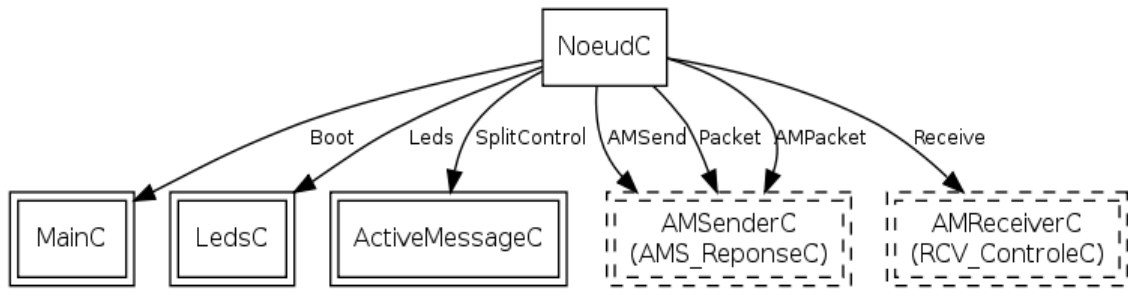 NoeudC
Boot
Leds
SplitControl
AMSend
Packet
AMPacket
Receive
MainC
LedsC
ActiveMessageC
AMSenderC
(AMS_ReponseC)
AMReceiverC
(RCV_ControleC)